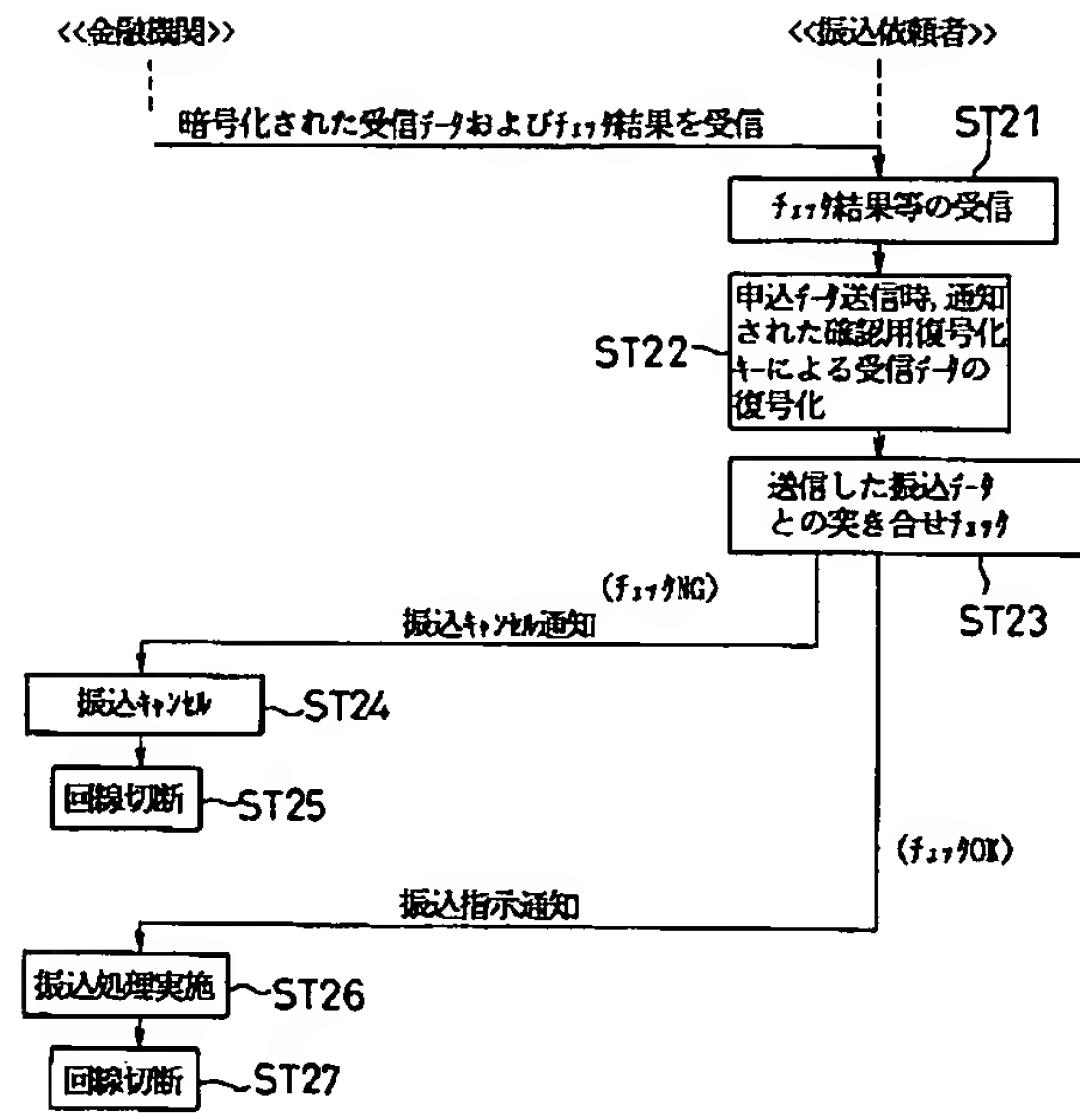 <<金融機関>>
<<振込依頼者>>
暗号化された受信データおよびチェック結果を受信
ST21
チェック結果等の受信
申込データ送信時,通知
された確認用復号化
キーによる受信データの
復号化
ST22
送信した振込データ
との突き合せチェック
ST23
(チェックNG)
振込キャンセル通知
振込キャンセル
ST24
回線切断
ST25
(チェックOK)
振込指示通知
振込処理実施
ST26
回線切断
ST27